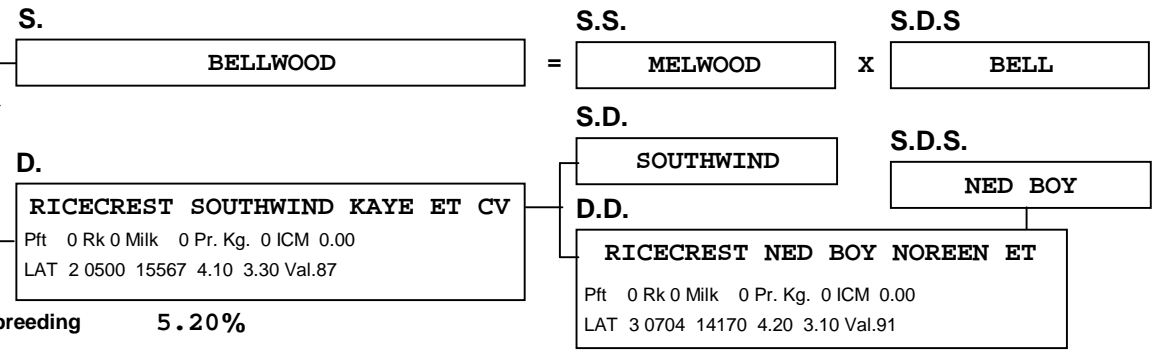 S.
S.S.
S.D.S
BELLWOOD
=
MELWOOD
X
BELL
S.D.
S.D.S.
SOUTHWIND
NED BOY
D.
RICECREST SOUTHWIND KAYE ET CV
Pft 0 Rk 0 Milk 0 Pr. Kg. 0 ICM 0.00
LAT 2 0500 15567 4.10 3.30 Val.87
D.D.
RICECREST NED BOY NOREEN ET
Pft 0 Rk 0 Milk 0 Pr. Kg. 0 ICM 0.00
LAT 3 0704 14170 4.20 3.10 Val.91
breeding 5.20%